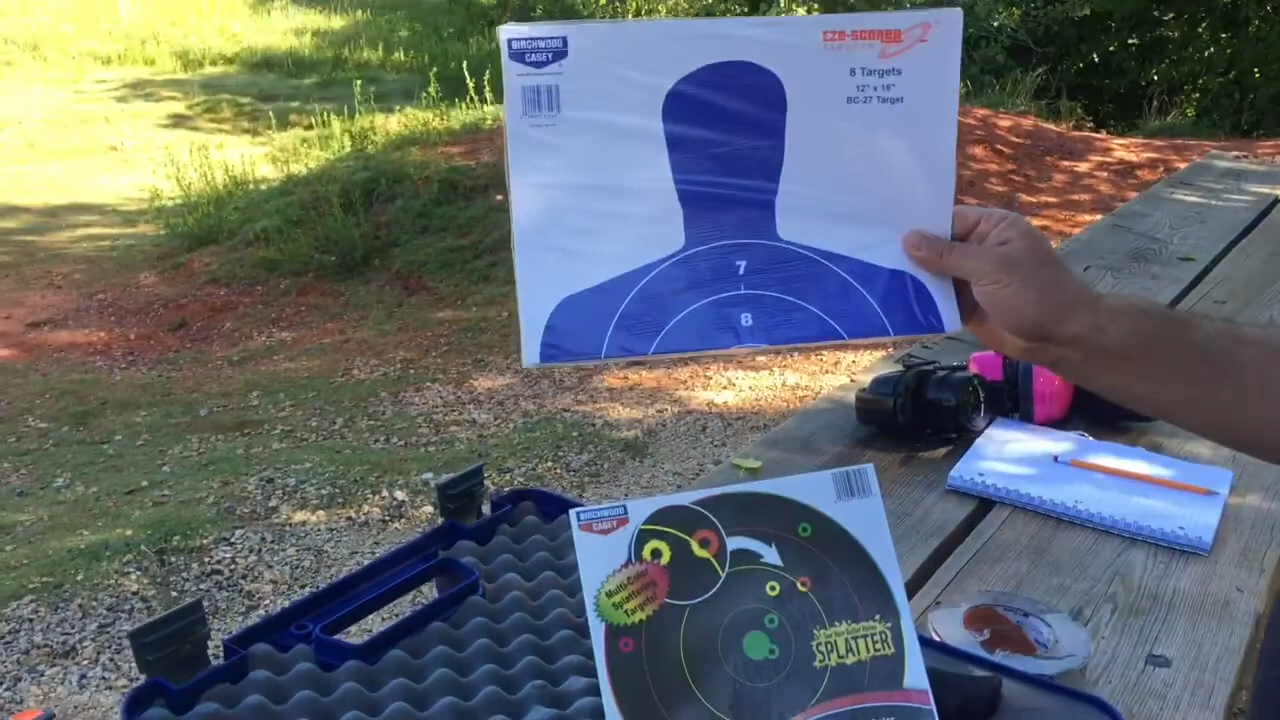 BIRCHWOOD
CASEY
EZE-SCORER
TARGETS
8 Targets
12" x 18"
BC-27 Target
7
8
BIRCHWOOD
CASEY
Multi-Color
Splattering
Targets!
SPLATTER